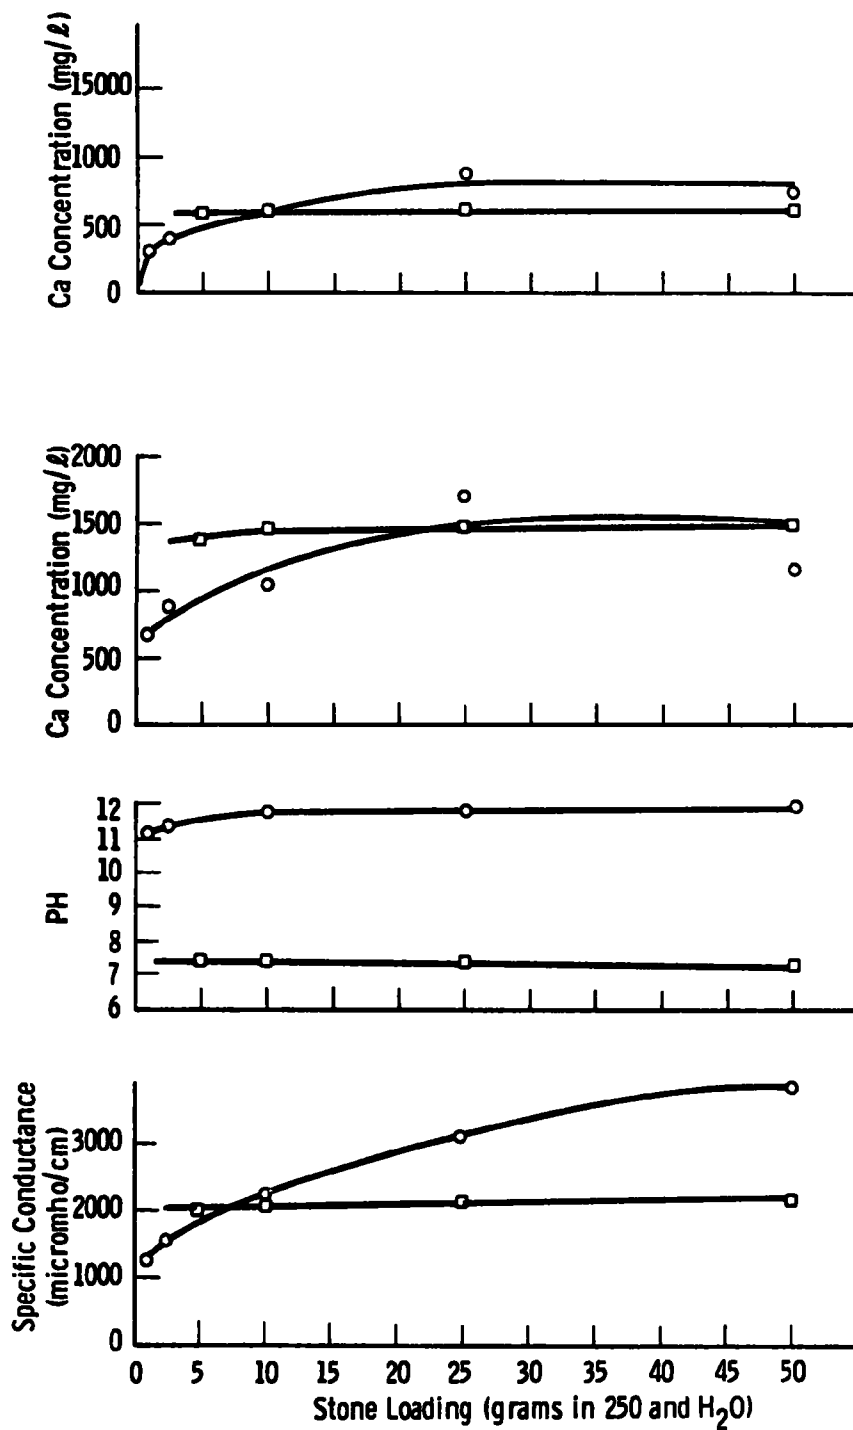 Ca Concentration (mg/ℓ)
15000
1000
500
0
Ca Concentration (mg/ℓ)
2000
1500
1000
500
0
PH
12
11
10
9
8
7
6
Specific Conductance
(micromho/cm)
3000
2000
1000
0
0 5 10 15 20 25 30 35 40 45 50
Stone Loading (grams in 250 and H₂O)